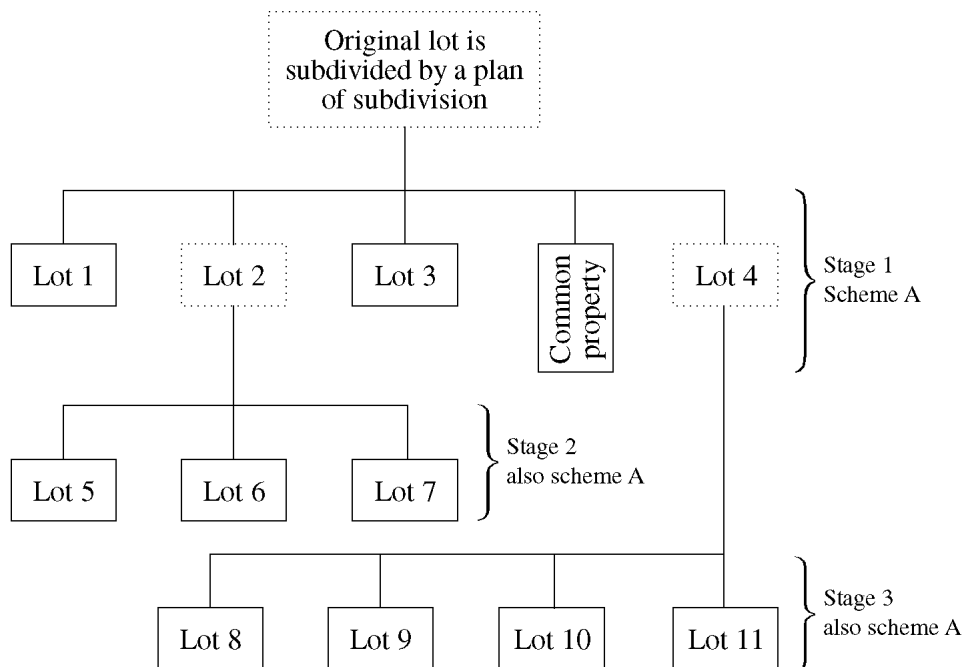 Original lot is
subdivided by a plan
of subdivision
Lot 1
Lot 2
Lot 3
Common
property
Lot 4
Stage 1
Scheme A
Lot 5
Lot 6
Lot 7
Stage 2
also scheme A
Lot 8
Lot 9
Lot 10
Lot 11
Stage 3
also scheme A